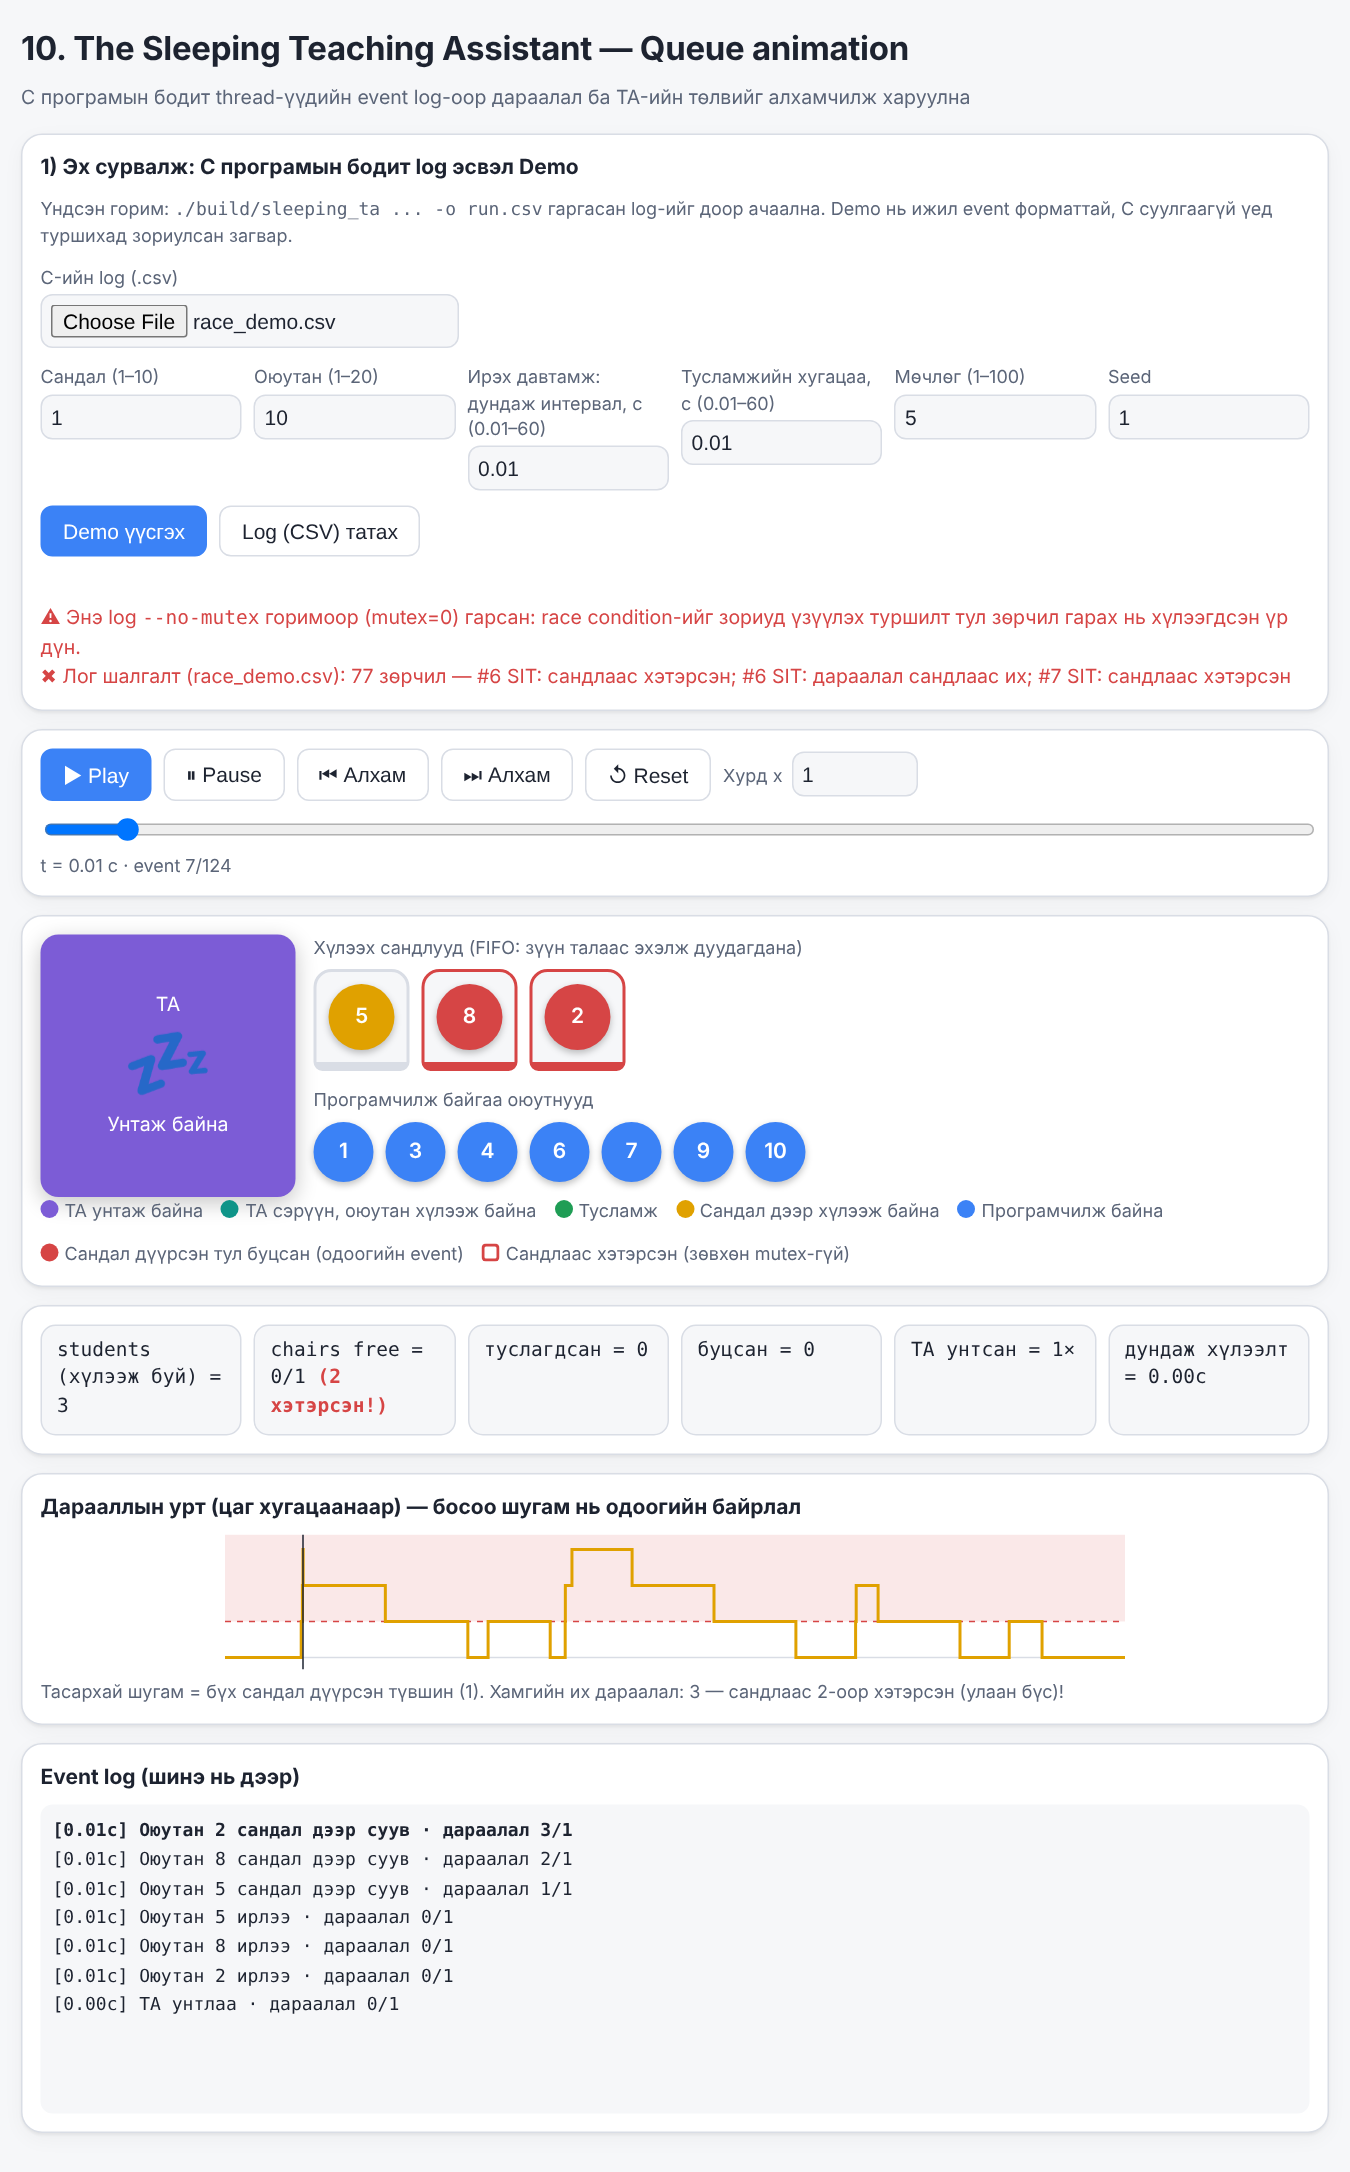 10. The Sleeping Teaching Assistant — Queue animation
C програмын бодит thread-үүдийн event log-оор дараалал ба TA-ийн төлвийг алхамчилж харуулна
1) Эх сурвалж: C програмын бодит log эсвэл Demo
Үндсэн горим: ./build/sleeping_ta ... -o run.csv гаргасан log-ийг доор ачаална. Demo нь ижил event форматтай, C суулгаагүй үед
туршихад зориулсан загвар.
C-ийн log (.csv)
Choose File race_demo.csv
Сандал (1–10)
1
Оюутан (1–20)
10
Ирэх давтамж:
дундаж интервал, с
(0.01–60)
0.01
Тусламжийн хугацаа,
с (0.01–60)
0.01
Мөчлөг (1–100)
5
Seed
1
Demo үүсгэх
Log (CSV) татах
⚠ Энэ log --no-mutex горимоор (mutex=0) гарсан: race condition-ийг зориуд үзүүлэх туршилт тул зөрчил гарах нь хүлээгдсэн үр
дүн.
✖ Лог шалгалт (race_demo.csv): 77 зөрчил — #6 SIT: сандлаас хэтэрсэн; #6 SIT: дараалал сандлаас их; #7 SIT: сандлаас хэтэрсэн
▶ Play
⏸ Pause
⏮ Алхам
⏭ Алхам
↺ Reset
Хурд x
1
t = 0.01 с · event 7/124
TA
💤
Унтаж байна
Хүлээх сандлууд (FIFO: зүүн талаас эхэлж дуудагдана)
5 8 2
Програмчилж байгаа оюутнууд
1 3 4 6 7 9 10
TA унтаж байна TA сэрүүн, оюутан хүлээж байна Тусламж Сандал дээр хүлээж байна Програмчилж байна
Сандал дүүрсэн тул буцсан (одоогийн event) Сандлаас хэтэрсэн (зөвхөн mutex-гүй)
students
(хүлээж буй) =
3
chairs free =
0/1 (2
хэтэрсэн!)
туслагдсан = 0
буцсан = 0
TA унтсан = 1×
дундаж хүлээлт
= 0.00с
Дарааллын урт (цаг хугацаанаар) — босоо шугам нь одоогийн байрлал
Тасархай шугам = бүх сандал дүүрсэн түвшин (1). Хамгийн их дараалал: 3 — сандлаас 2-оор хэтэрсэн (улаан бүс)!
Event log (шинэ нь дээр)
[0.01с] Оюутан 2 сандал дээр суув · дараалал 3/1
[0.01с] Оюутан 8 сандал дээр суув · дараалал 2/1
[0.01с] Оюутан 5 сандал дээр суув · дараалал 1/1
[0.01с] Оюутан 5 ирлээ · дараалал 0/1
[0.01с] Оюутан 8 ирлээ · дараалал 0/1
[0.01с] Оюутан 2 ирлээ · дараалал 0/1
[0.00с] TA унтлаа · дараалал 0/1